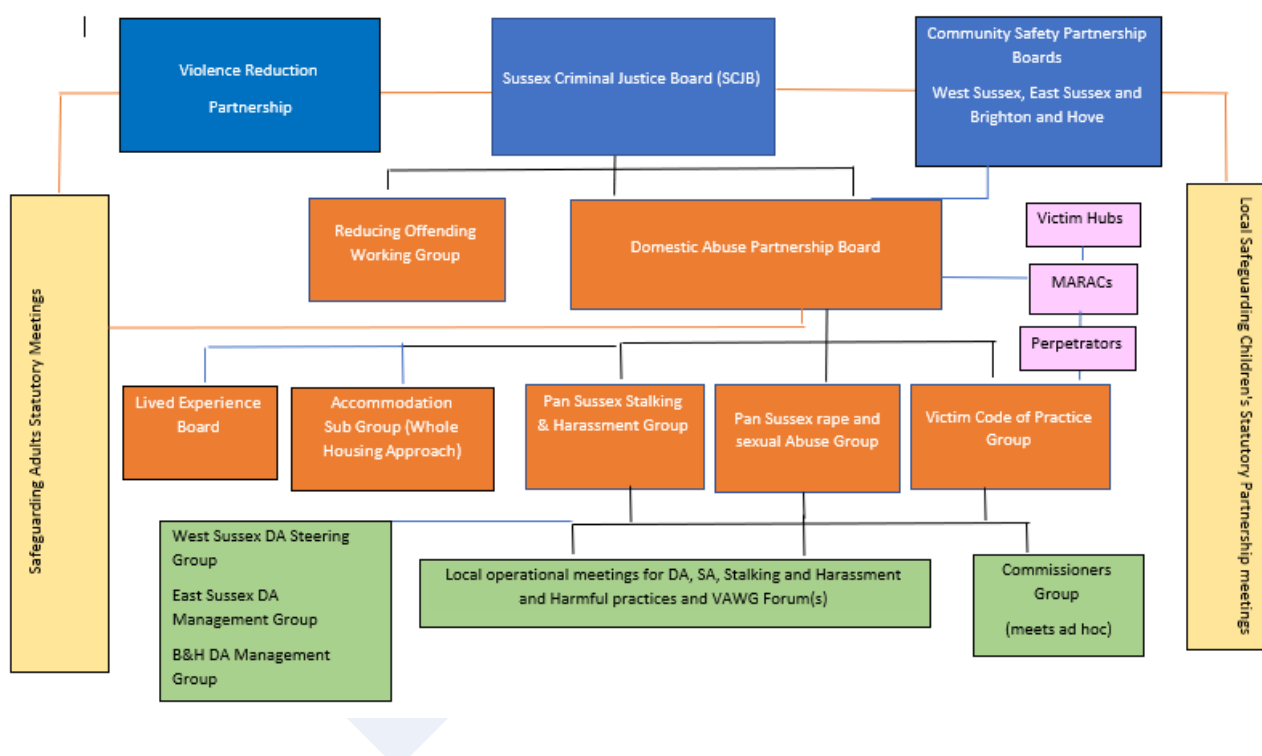 Violence Reduction
Partnership
Sussex Criminal Justice Board (SCJB)
Community Safety Partnership
Boards
West Sussex, East Sussex and
Brighton and Hove
Safeguarding Adults Statutory Meetings
Local Safeguarding Children's Statutory Partnership meetings
Reducing Offending
Working Group
Domestic Abuse Partnership Board
Victim Hubs
MARACs
Perpetrators
Lived Experience
Board
Accommodation
Sub Group (Whole
Housing Approach)
Pan Sussex Stalking
& Harassment Group
Pan Sussex rape and
sexual Abuse Group
Victim Code of Practice
Group
West Sussex DA Steering
Group
East Sussex DA
Management Group
B&H DA Management
Group
Local operational meetings for DA, SA, Stalking and Harassment
and Harmful practices and VAWG Forum(s)
Commissioners
Group
(meets ad hoc)